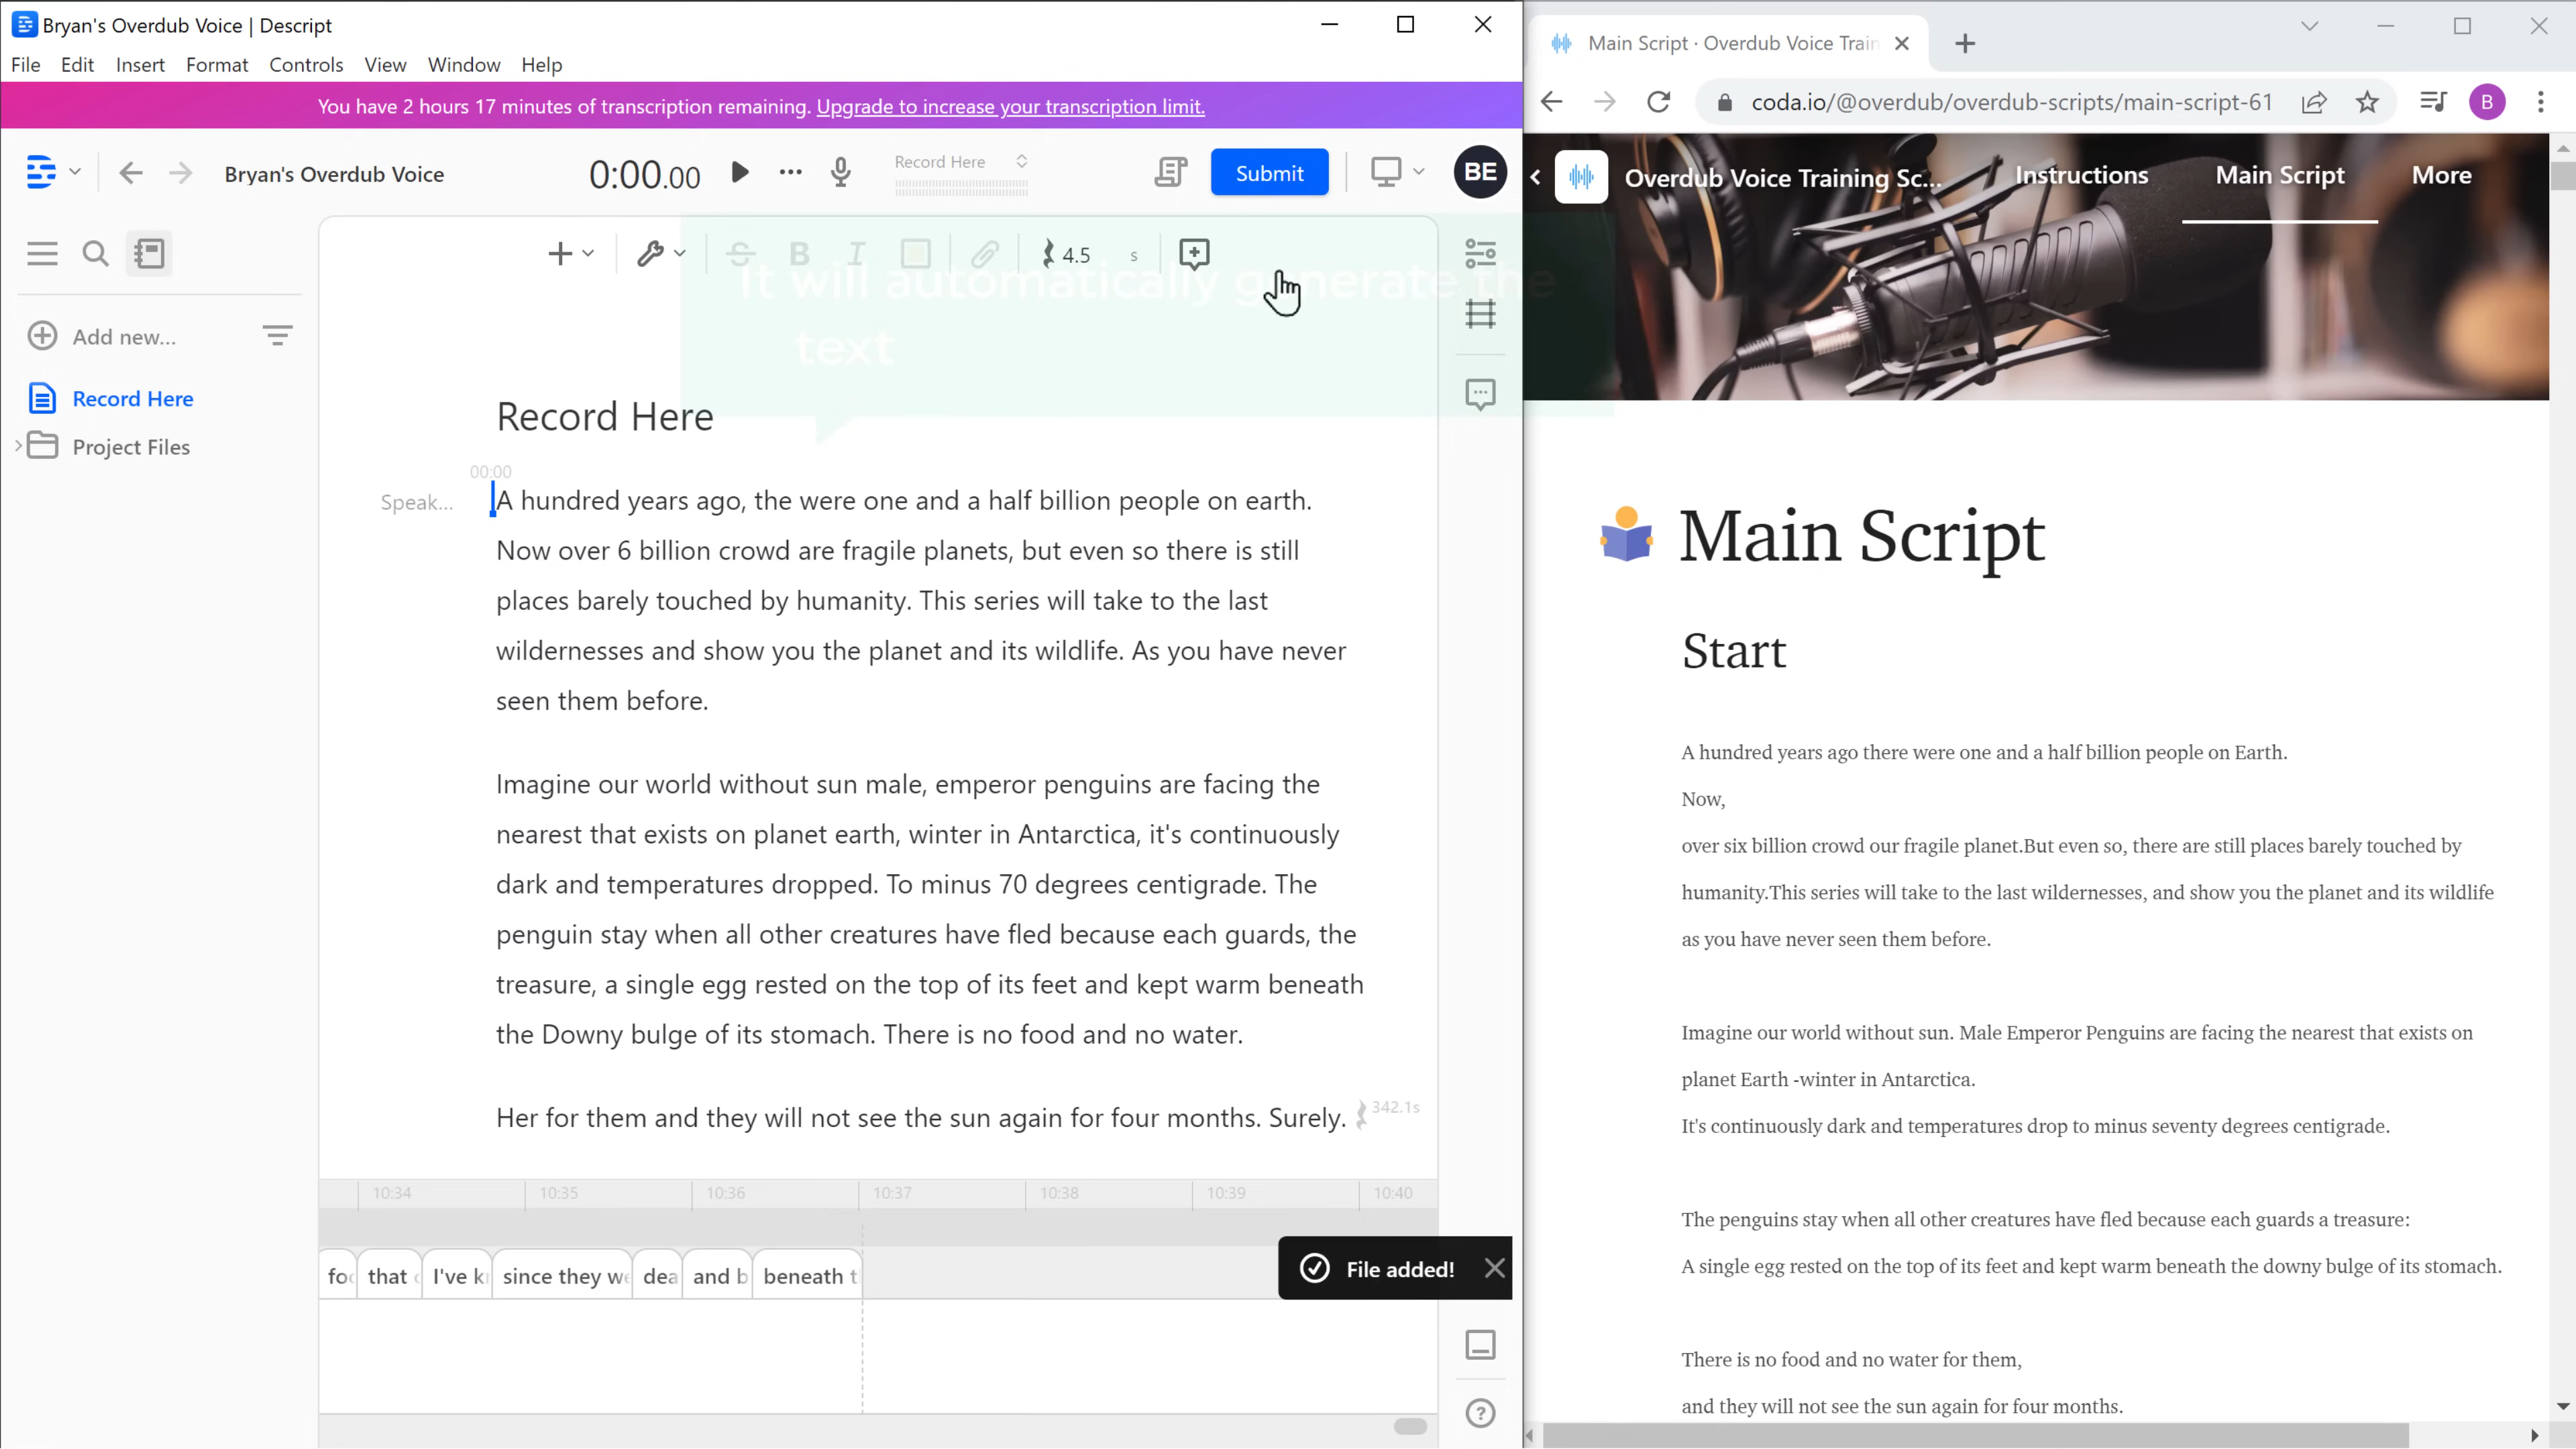 Bryan's Overdub Voice | Descript
File Edit Insert Format Controls View Window Help
You have 2 hours 17 minutes of transcription remaining. Upgrade to increase your transcription limit.
Bryan's Overdub Voice
0:00.00
Record Here
Submit
BE
4.5 s
It will automatically generate the
text
Add new...
Record Here
Project Files
Record Here
00:00
Speak...
A hundred years ago, the were one and a half billion people on earth.
Now over 6 billion crowd are fragile planets, but even so there is still
places barely touched by humanity. This series will take to the last
wildernesses and show you the planet and its wildlife. As you have never
seen them before.
Imagine our world without sun male, emperor penguins are facing the
nearest that exists on planet earth, winter in Antarctica, it's continuously
dark and temperatures dropped. To minus 70 degrees centigrade. The
penguin stay when all other creatures have fled because each guards, the
treasure, a single egg rested on the top of its feet and kept warm beneath
the Downy bulge of its stomach. There is no food and no water.
Her for them and they will not see the sun again for four months. Surely.
342.1s
10:34 10:35 10:36 10:37 10:38 10:39 10:40
foo that I've k since they we dea and b beneath t
File added!
Main Script · Overdub Voice Train
coda.io/@overdub/overdub-scripts/main-script-61
B
Overdub Voice Training Sc...
Instructions
Main Script
More
Main Script
Start
A hundred years ago there were one and a half billion people on Earth.
Now,
over six billion crowd our fragile planet.But even so, there are still places barely touched by
humanity.This series will take to the last wildernesses, and show you the planet and its wildlife
as you have never seen them before.
Imagine our world without sun. Male Emperor Penguins are facing the nearest that exists on
planet Earth -winter in Antarctica.
It's continuously dark and temperatures drop to minus seventy degrees centigrade.
The penguins stay when all other creatures have fled because each guards a treasure:
A single egg rested on the top of its feet and kept warm beneath the downy bulge of its stomach.
There is no food and no water for them,
and they will not see the sun again for four months.